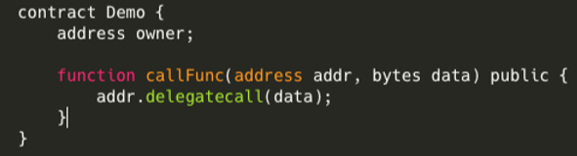 contract Demo {
    address owner;

    function callFunc(address addr, bytes data) public {
        addr.delegatecall(data);
    }
}